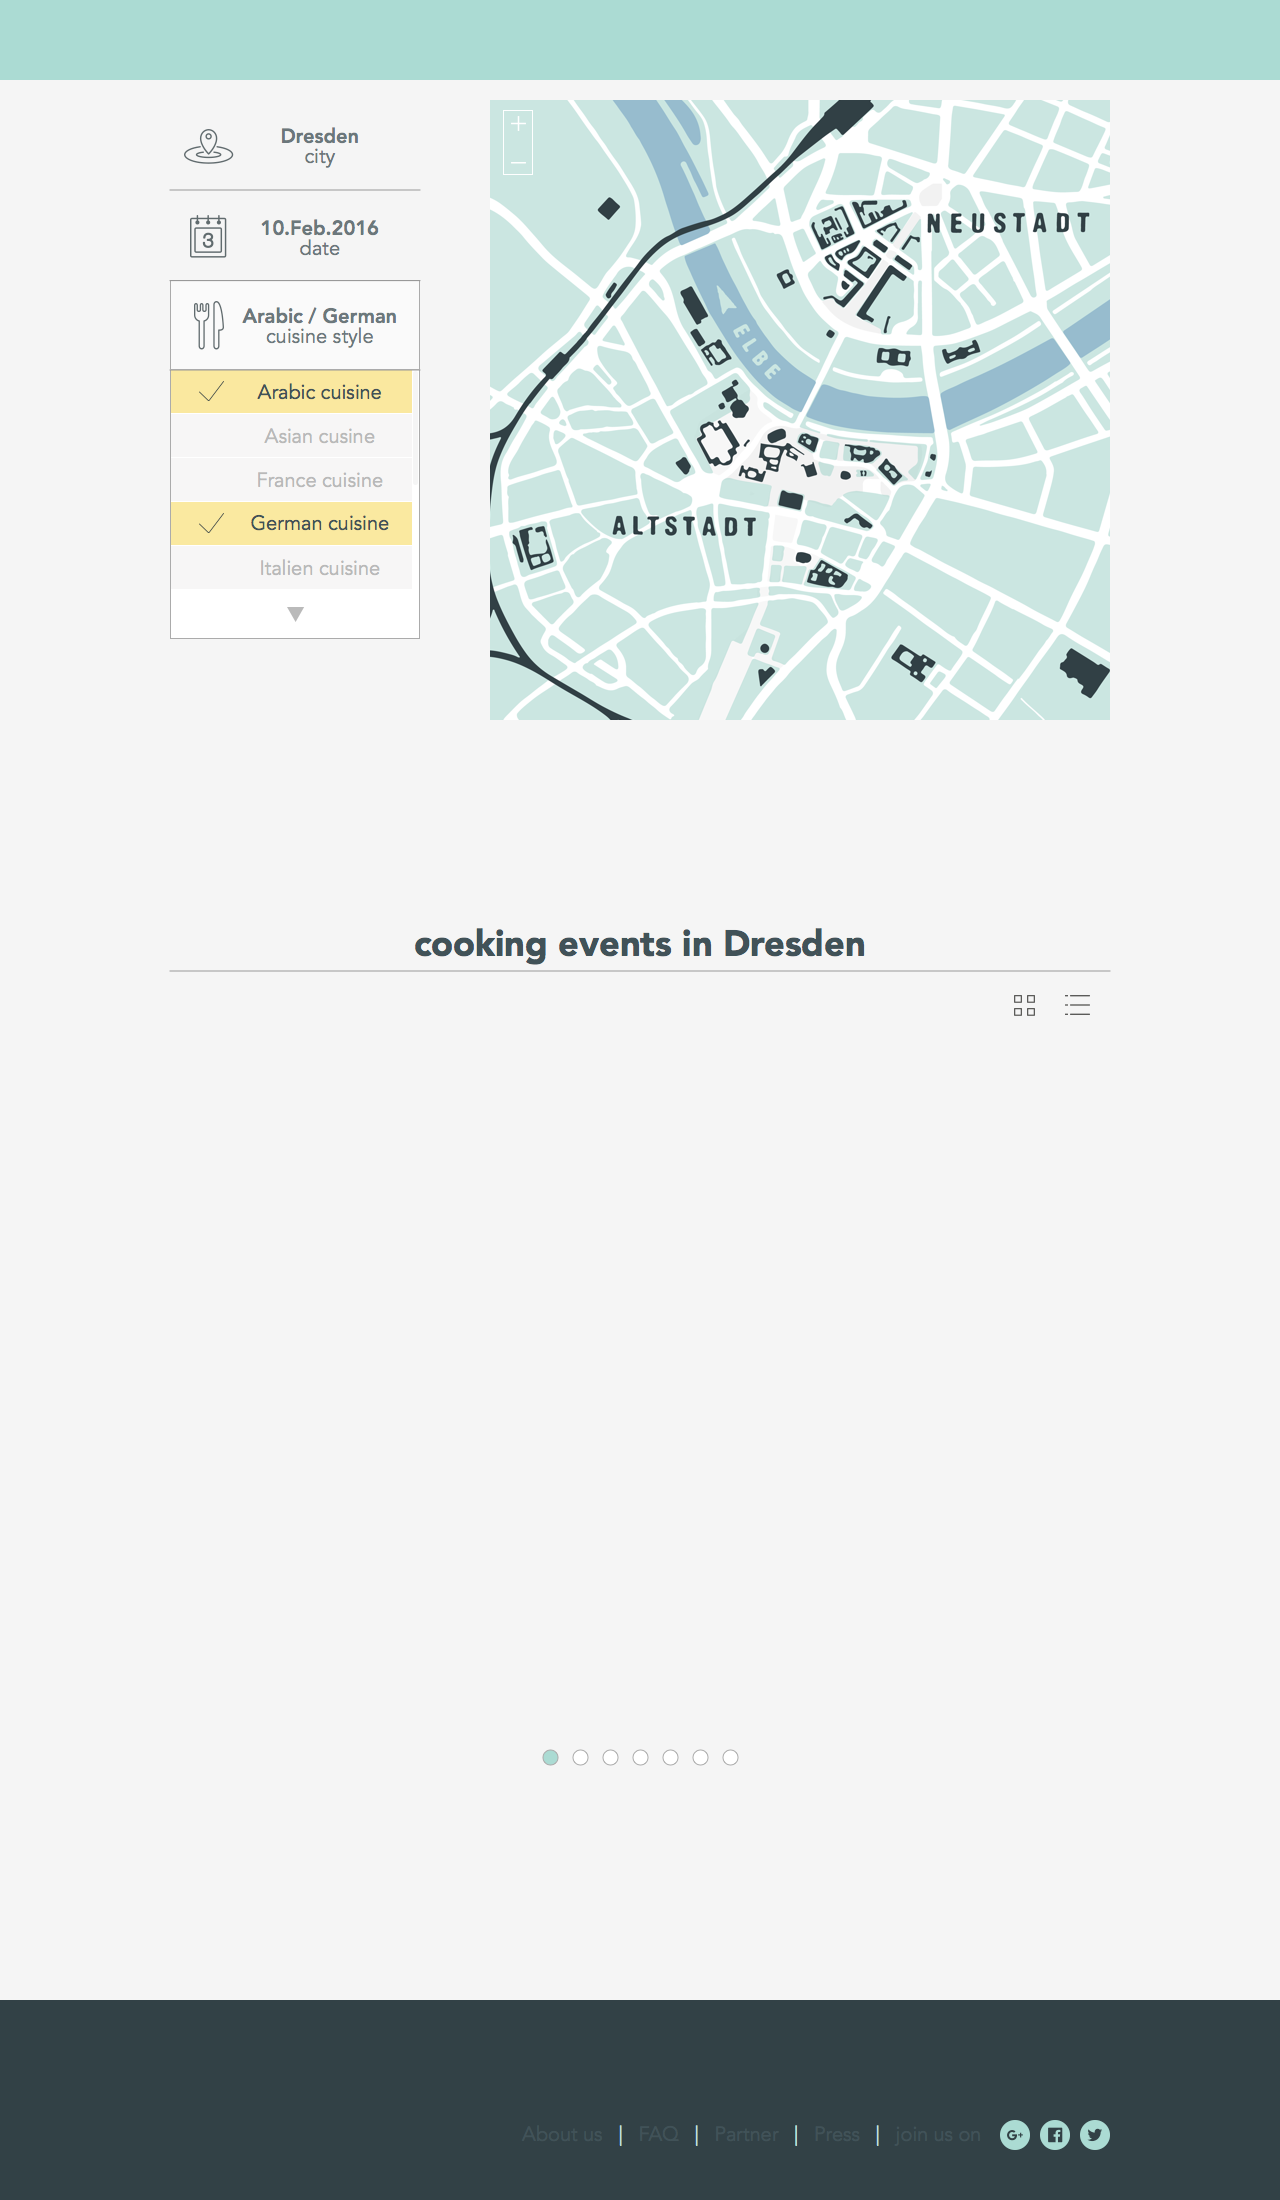 Dresden
city
3
10.Feb.2016
date
Arabic / German
cuisine style
Arabic cuisine
Asian cusine
France cuisine
German cuisine
Italien cuisine
NEUSTADT
ELBE
ALTSTADT
cooking events in Dresden
About us | FAQ | Partner | Press | join us on